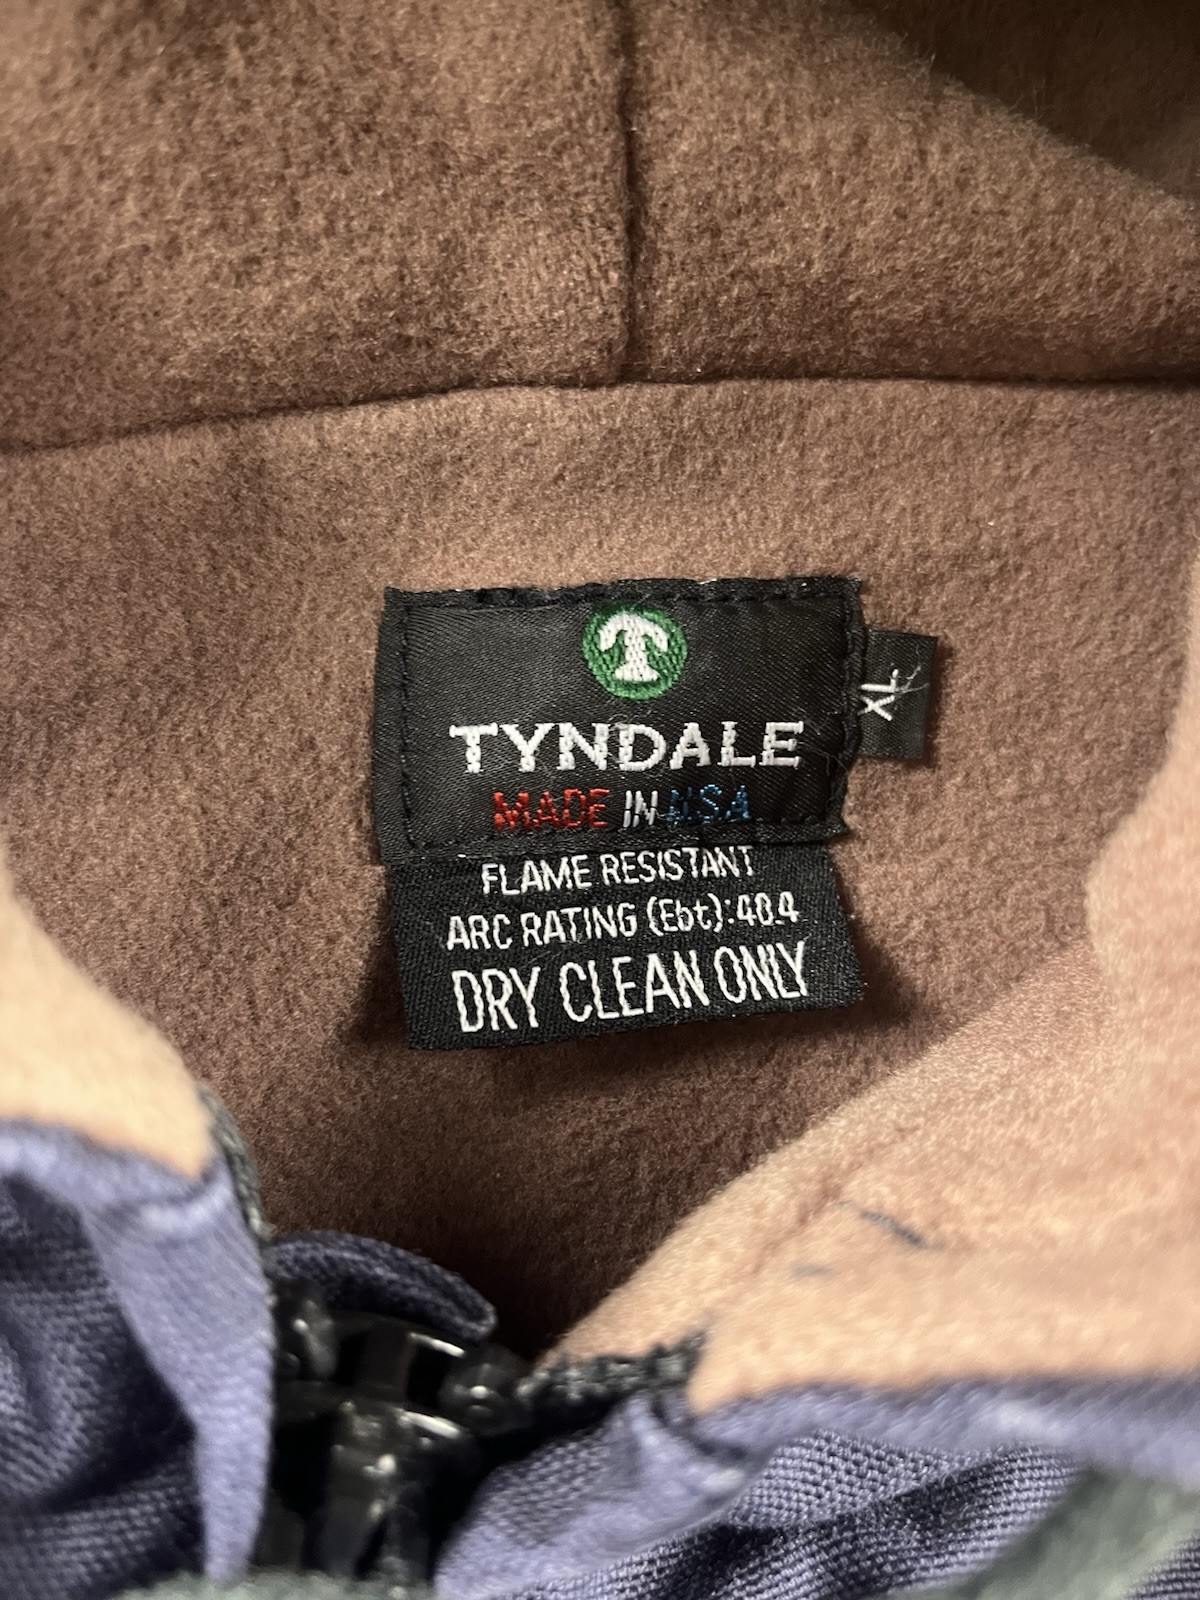 T
TYNDALE
XL
MADE IN USA
FLAME RESISTANT
ARC RATING (Ebt):40.4
DRY CLEAN ONLY